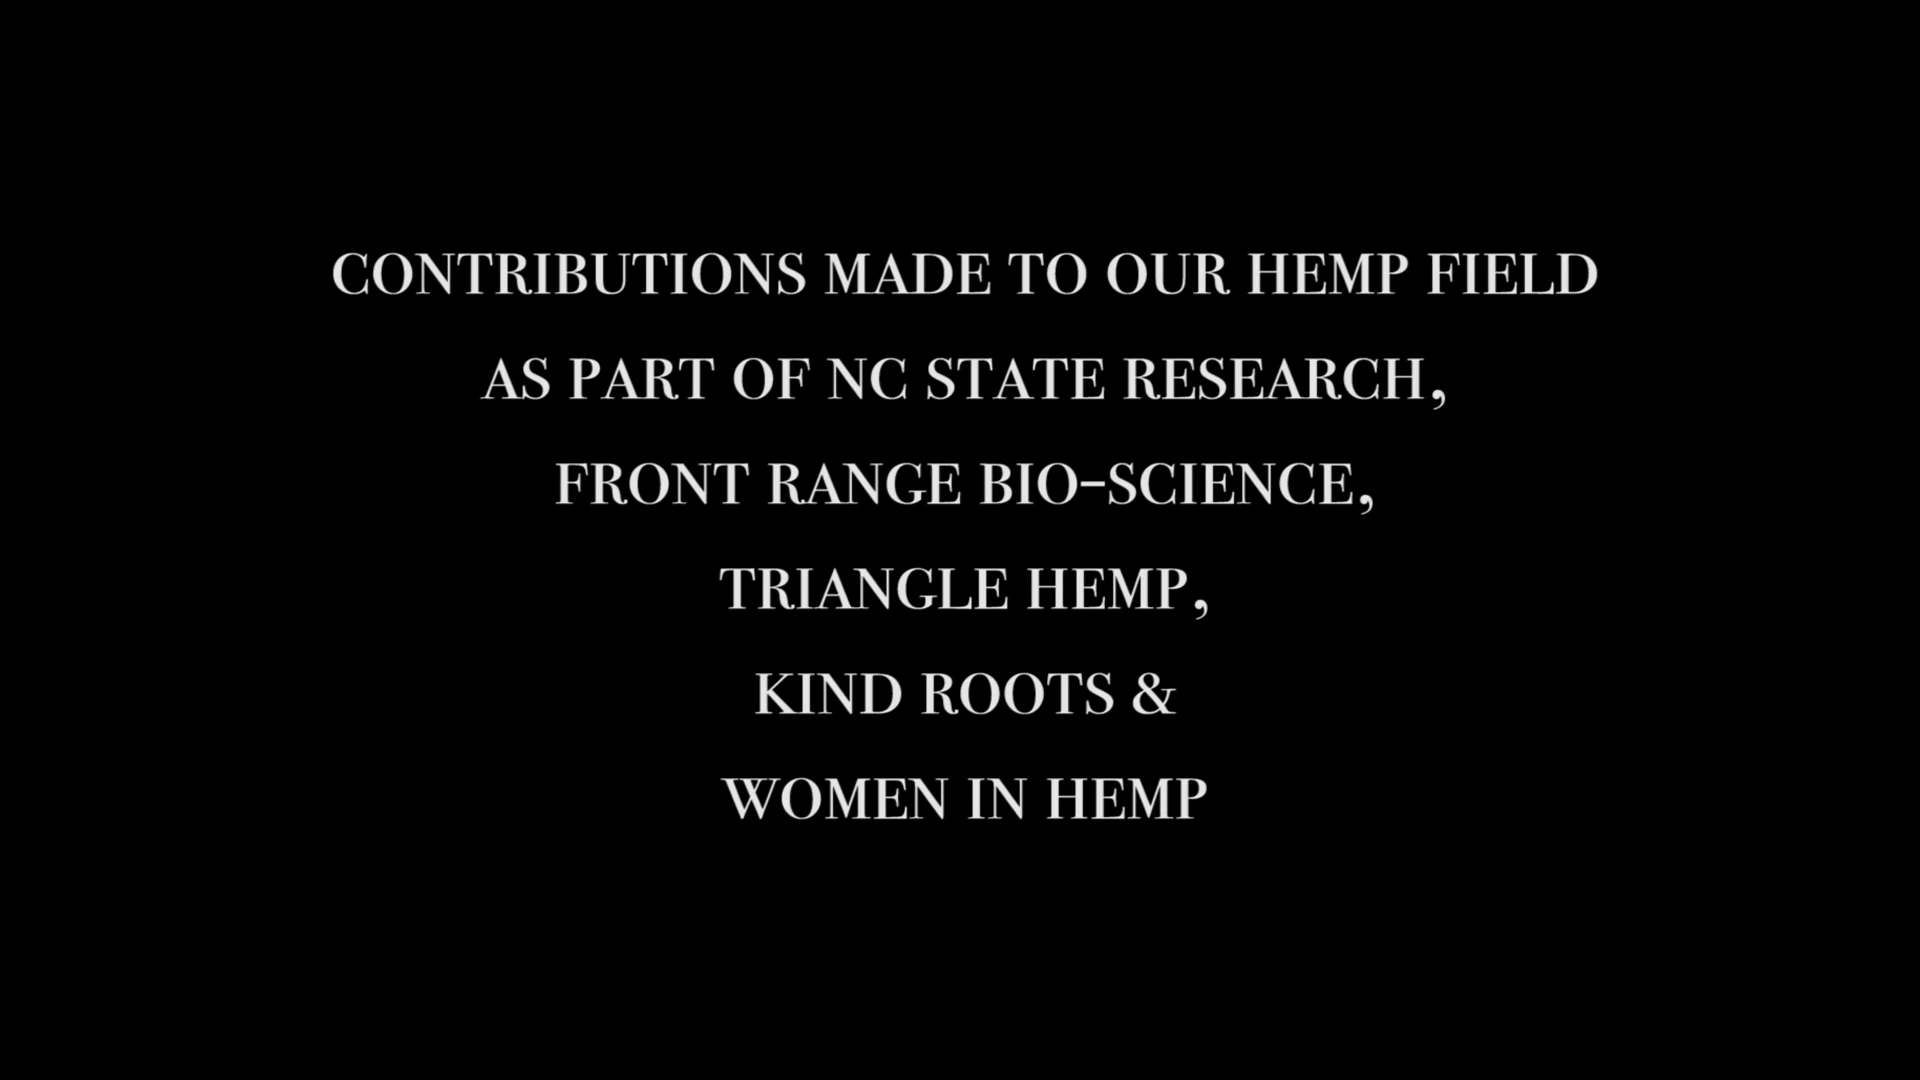 CONTRIBUTIONS MADE TO OUR HEMP FIELD
AS PART OF NC STATE RESEARCH,
FRONT RANGE BIO-SCIENCE,
TRIANGLE HEMP,
KIND ROOTS &
WOMEN IN HEMP